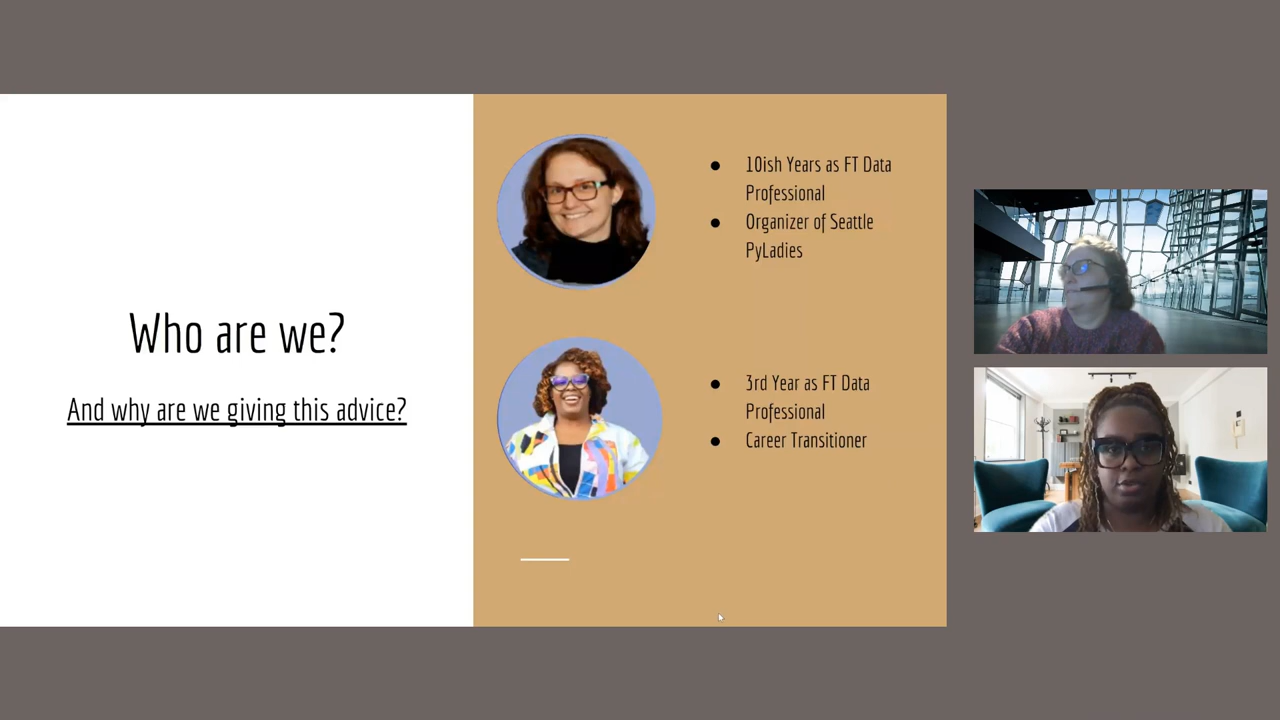 Who are we?
And why are we giving this advice?
10ish Years as FT Data
Professional
Organizer of Seattle
PyLadies
3rd Year as FT Data
Professional
Career Transitioner